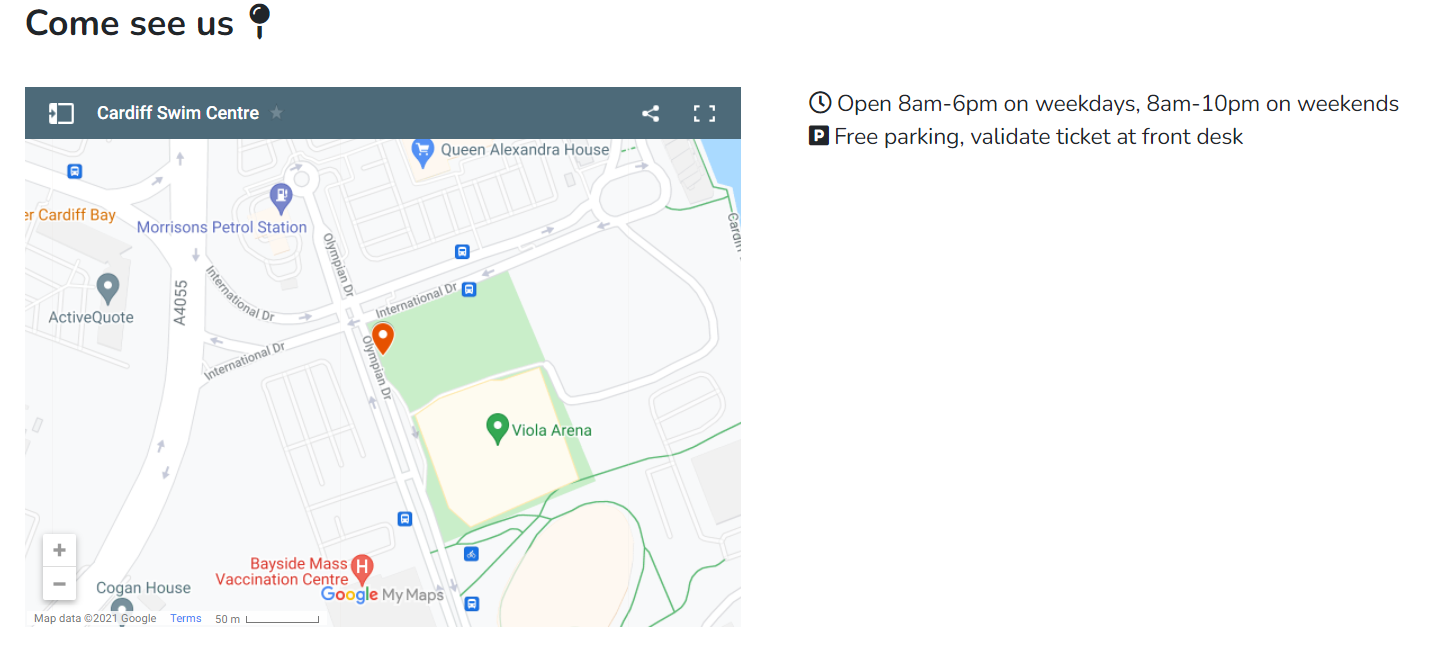 Come see us
Cardiff Swim Centre
Open 8am-6pm on weekdays, 8am-10pm on weekends
Free parking, validate ticket at front desk
Queen Alexandra House
er Cardiff Bay
Morrisons Petrol Station
Olympian Dr
International Dr
International Dr
A4055
ActiveQuote
International Dr
Olympian Dr
Viola Arena
Bayside Mass
Vaccination Centre
Cogan House
Google My Maps
Map data ©2021 Google Terms 50 m